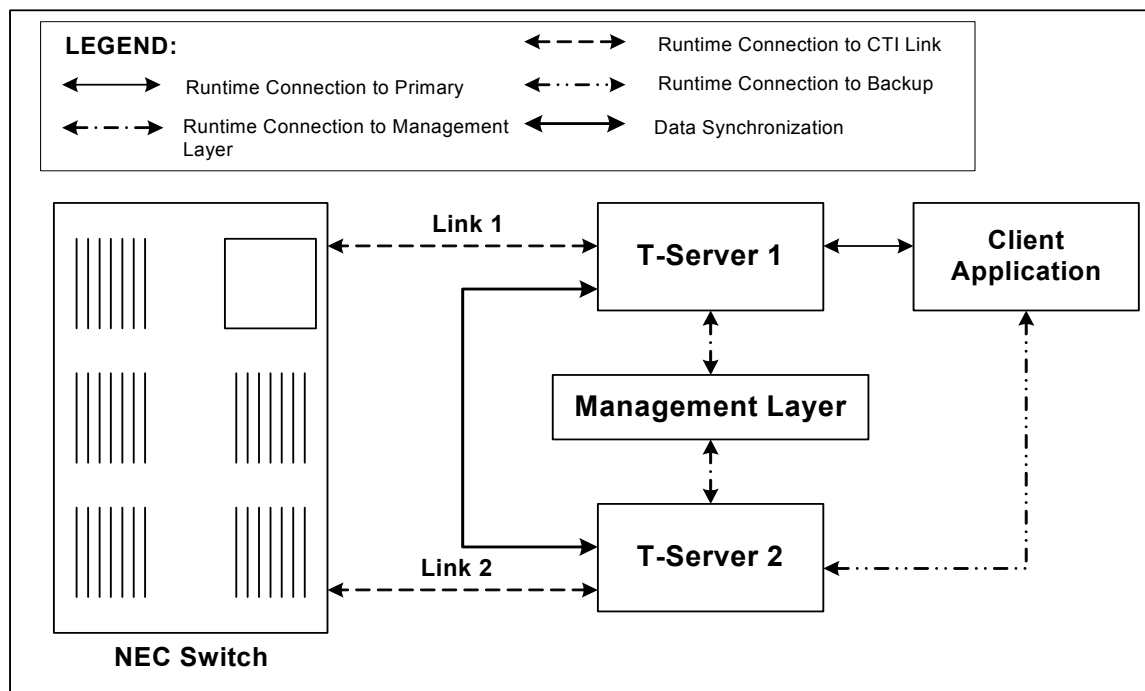 LEGEND:
Runtime Connection to CTI Link
Runtime Connection to Primary
Runtime Connection to Backup
Runtime Connection to Management
Layer
Data Synchronization
Link 1
T-Server 1
Client
Application
Management Layer
Link 2
T-Server 2
NEC Switch